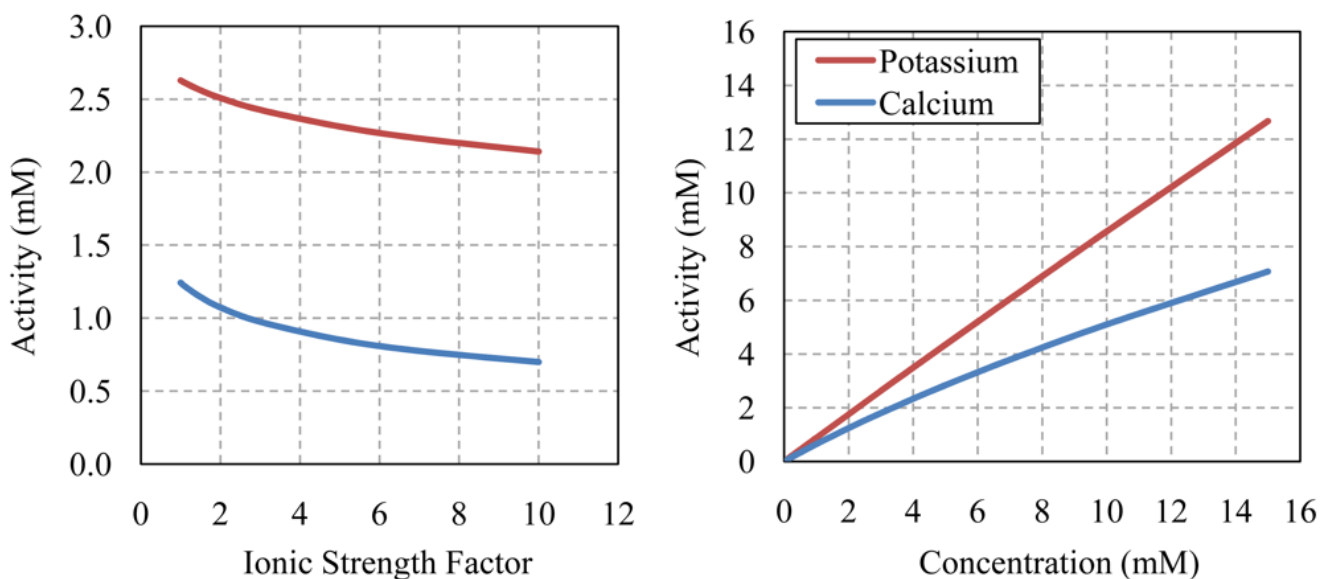 3.0
2.5
2.0
1.5
1.0
0.5
0.0
Activity (mM)
0 2 4 6 8 10 12
Ionic Strength Factor
16
14
12
10
8
6
4
2
0
Activity (mM)
Potassium
Calcium
0 2 4 6 8 10 12 14 16
Concentration (mM)